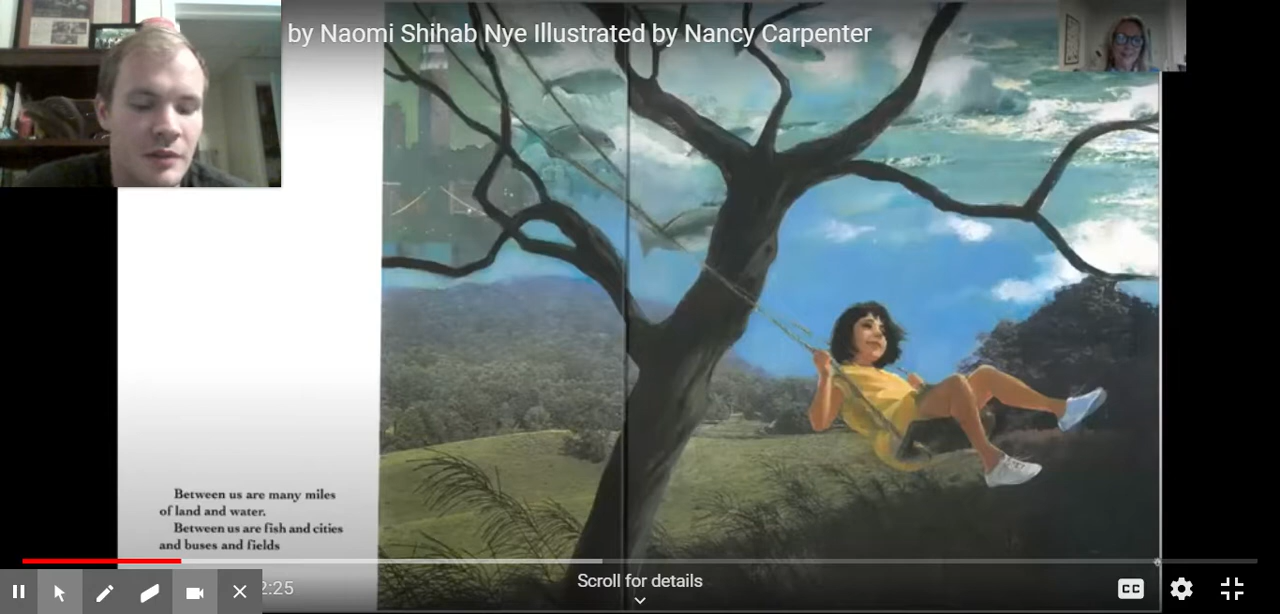 by Naomi Shihab Nye Illustrated by Nancy Carpenter
Between us are many miles
of land and water.
Between us are fish and cities
and buses and fields
2:25
Scroll for details
CC